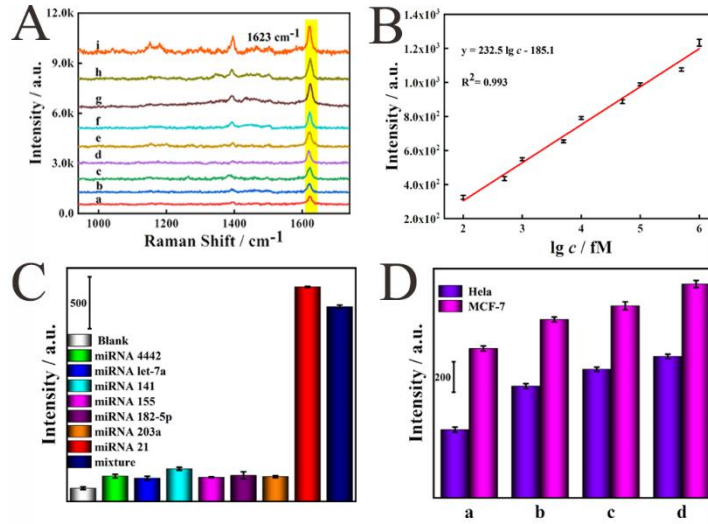 A
12.0k
9.0k
6.0k
3.0k
0.0
Intensity / a.u.
1623 cm⁻¹
i
h
g
f
e
d
c
b
a
1000
1200
1400
1600
Raman Shift / cm⁻¹
B
1.4x10³
1.2x10³
1.0x10³
8.0x10²
6.0x10²
4.0x10²
2.0x10²
Intensity / a.u.
y = 232.5 lg c - 185.1
R² = 0.993
2
3
4
5
6
lg c / fM
C
500
Intensity / a.u.
Blank
miRNA 4442
miRNA let-7a
miRNA 141
miRNA 155
miRNA 182-5p
miRNA 203a
miRNA 21
mixture
D
Hela
MCF-7
200
Intensity / a.u.
a
b
c
d